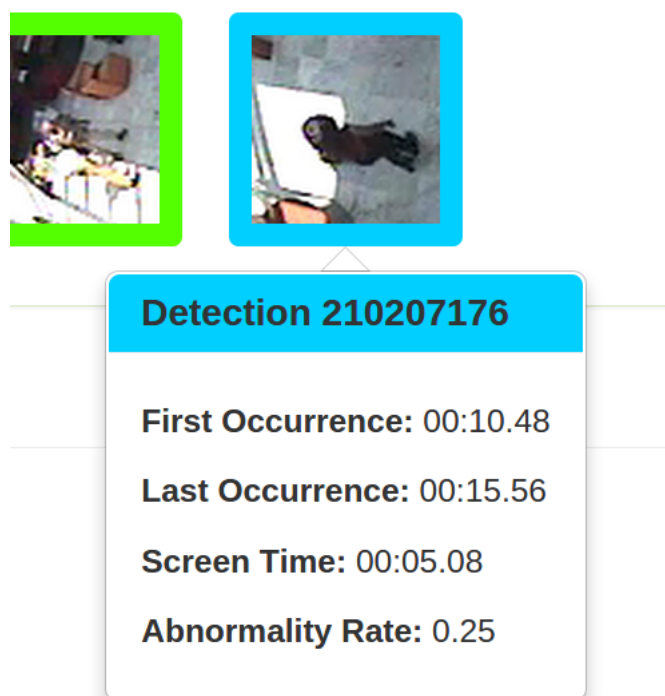 Detection 210207176
First Occurrence: 00:10.48
Last Occurrence: 00:15.56
Screen Time: 00:05.08
Abnormality Rate: 0.25